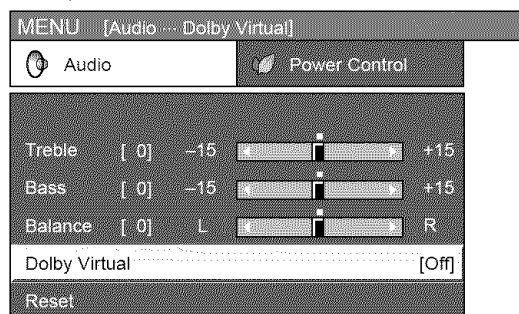 MENU [Audio ... Dolby Virtual]
Audio Power Control
Treble [ 0] –15 +15
Bass [ 0] –15 +15
Balance [ 0] L R
Dolby Virtual [Off]
Reset